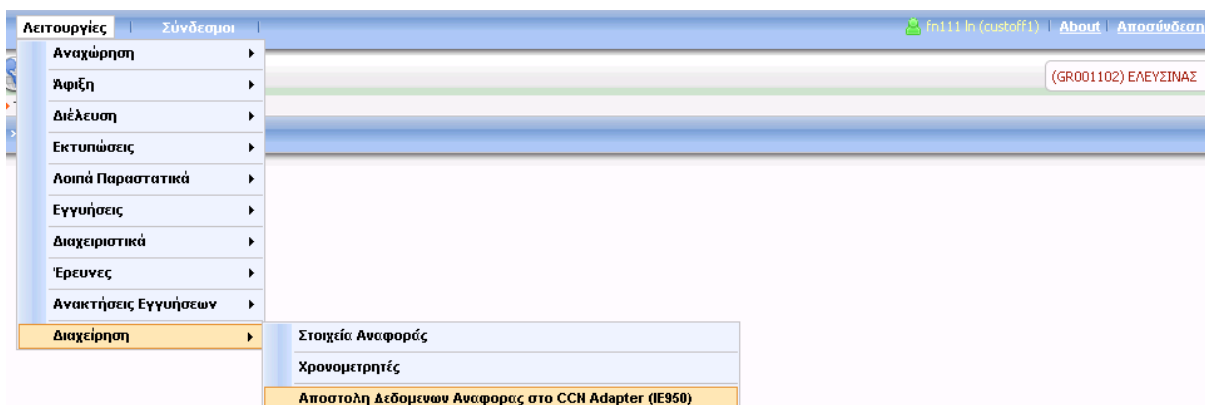 Λειτουργίες | Σύνδεσμοι | fn111 ln (custoff1) | About | Αποσύνδεση
Αναχώρηση
Άφιξη
(GR001102) ΕΛΕΥΣΙΝΑΣ
Διέλευση
Εκτυπώσεις
Λοιπά Παραστατικά
Εγγυήσεις
Διαχειριστικά
Έρευνες
Ανακτήσεις Εγγυήσεων
Διαχείρηση
Στοιχεία Αναφοράς
Χρονομετρητές
Αποστολη Δεδομενων Αναφορας στο CCN Adapter (IE950)